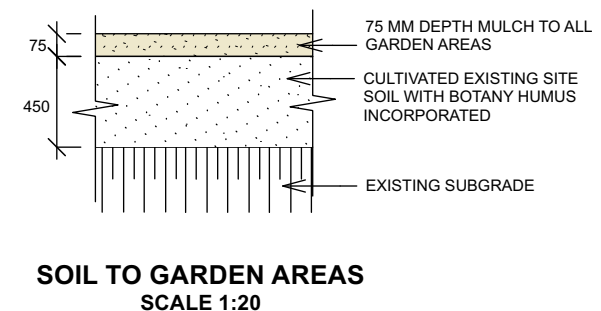 75
75 MM DEPTH MULCH TO ALL
GARDEN AREAS
450
CULTIVATED EXISTING SITE
SOIL WITH BOTANY HUMUS
INCORPORATED
EXISTING SUBGRADE
SOIL TO GARDEN AREAS
SCALE 1:20